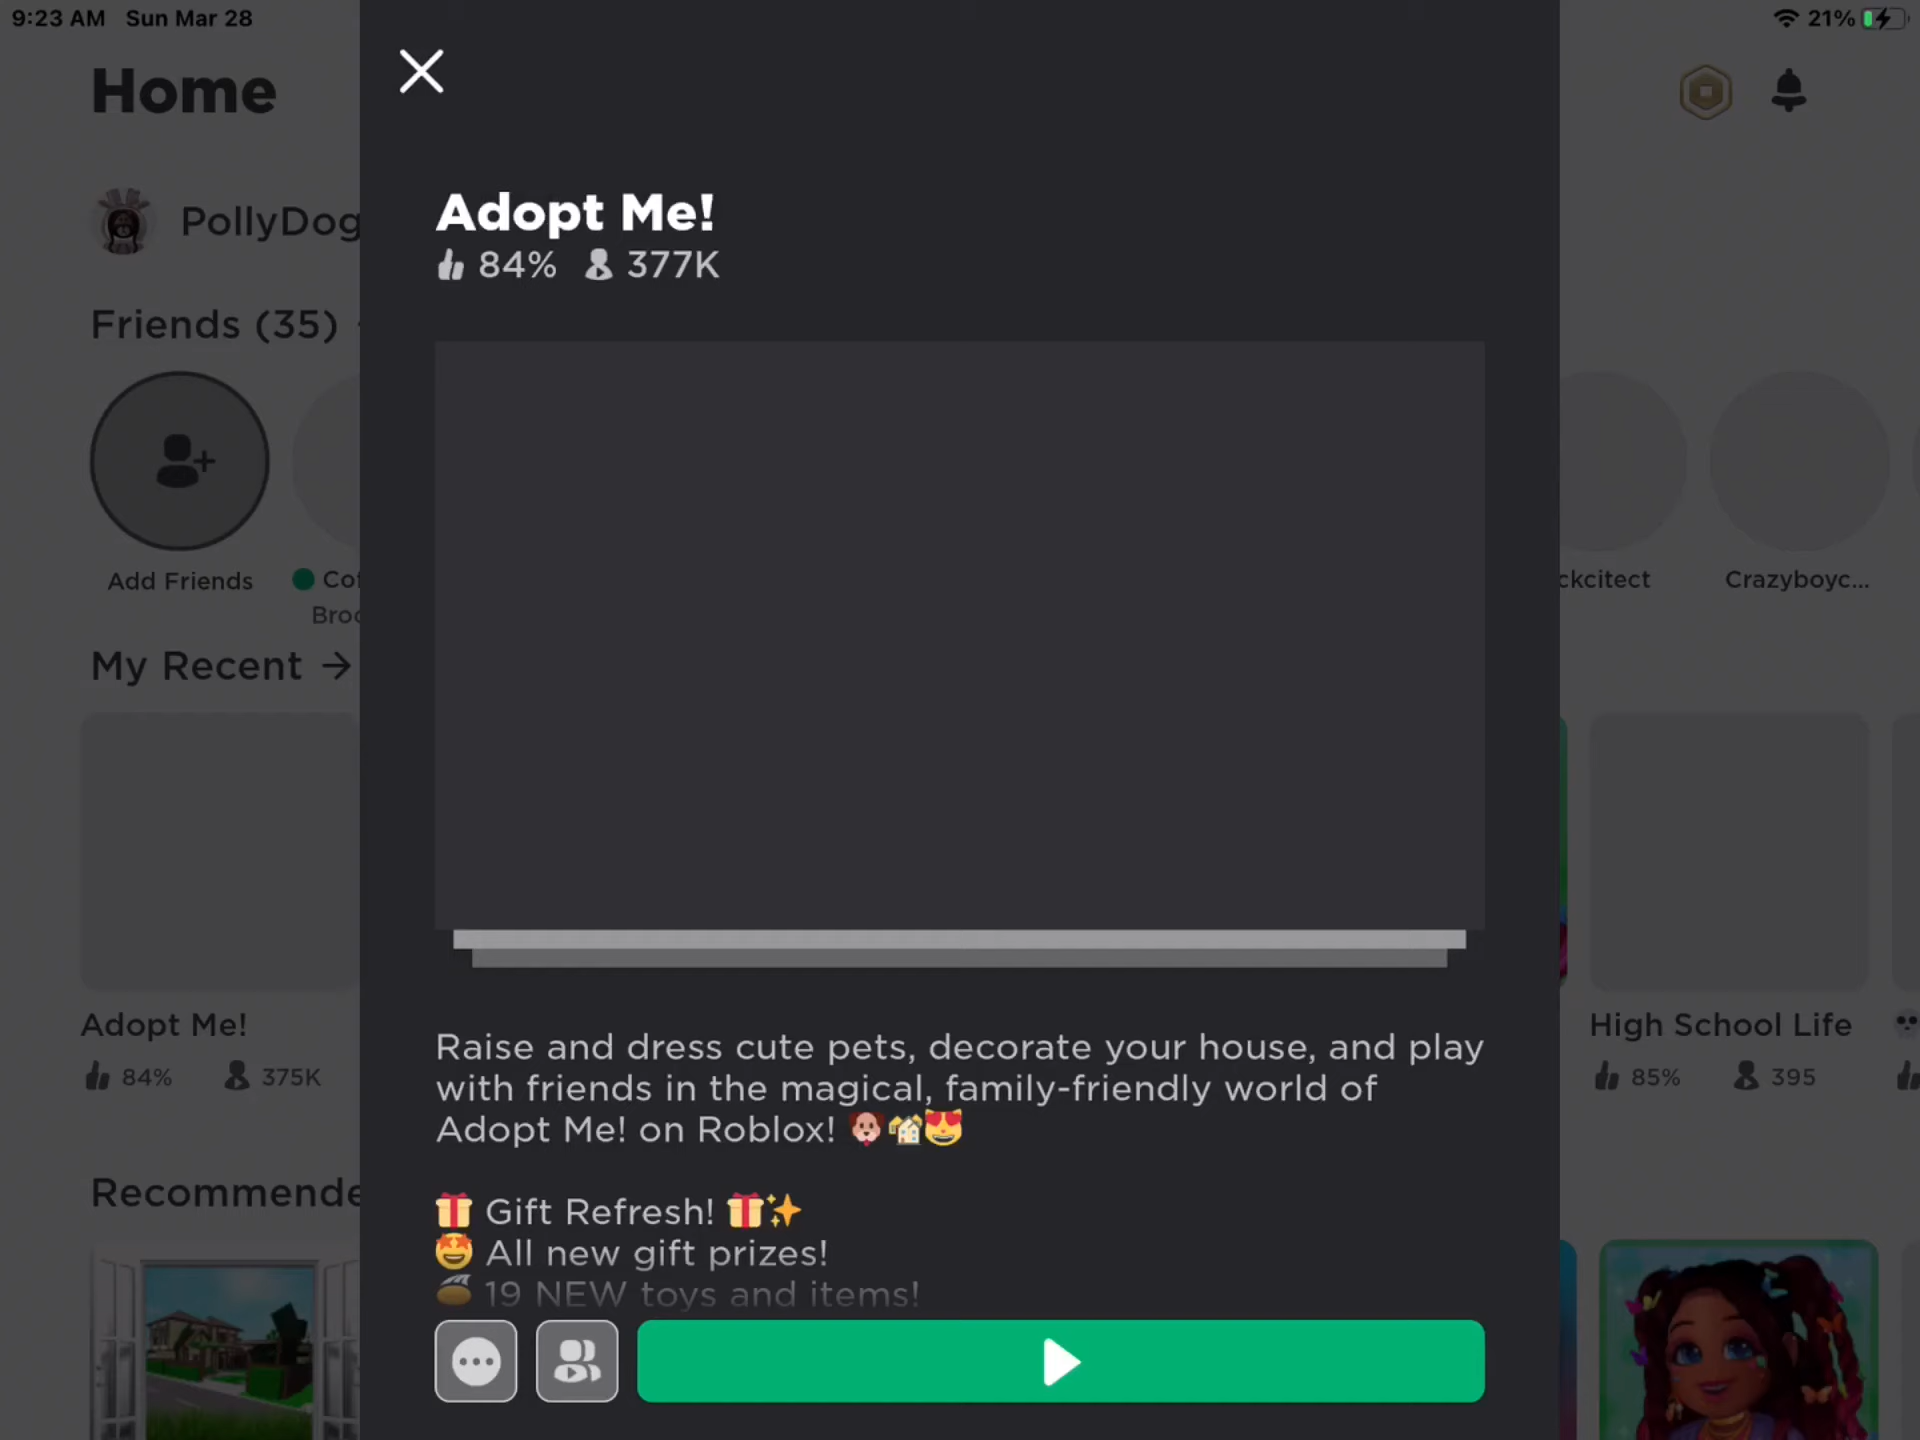 9:23 AM Sun Mar 28
21%
Home
PollyDog
Friends (35)
Add Friends
Crazyboyc...
My Recent →
Adopt Me!
84% 375K
High School Life
85% 395
Adopt Me!
84% 377K
Raise and dress cute pets, decorate your house, and play
with friends in the magical, family-friendly world of
Adopt Me! on Roblox! 🐶🏠😍
🎁 Gift Refresh! 🎁✨
🤩 All new gift prizes!
19 NEW toys and items!